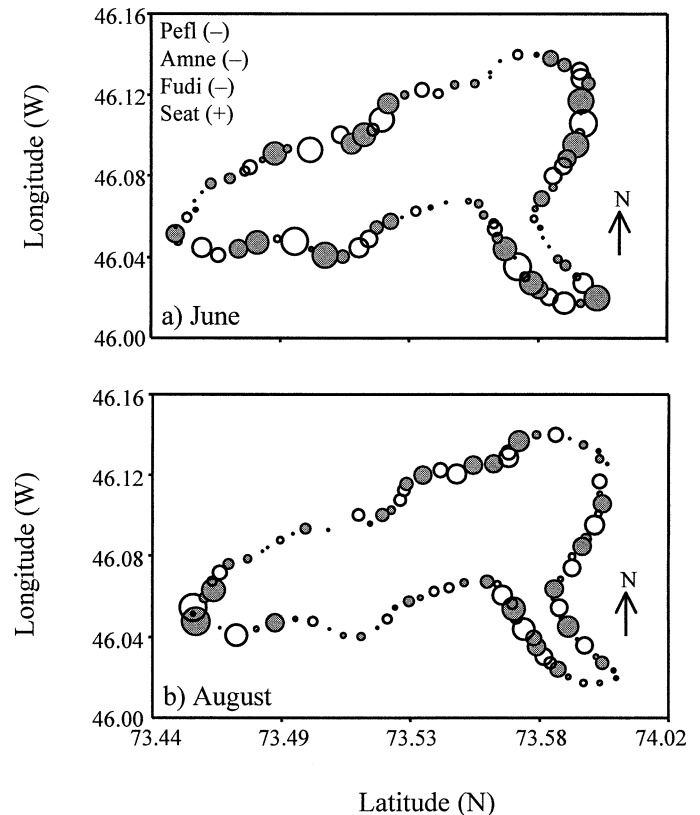 46.16
46.12
46.08
46.04
46.00
Longitude (W)
Pefl (–)
Amne (–)
Fudi (–)
Seat (+)
N
a) June
46.16
46.12
46.08
46.04
46.00
Longitude (W)
N
b) August
73.44 73.49 73.53 73.58 74.02
Latitude (N)